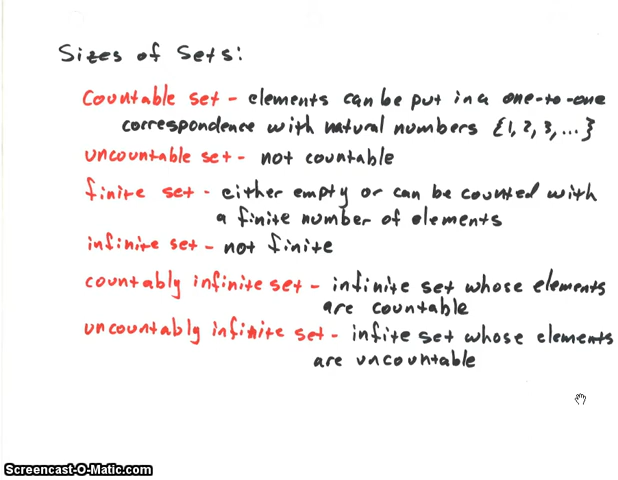 Sizes of Sets:
Countable set - elements can be put in a one-to-one
correspondence with natural numbers {1, 2, 3, ...}
uncountable set - not countable
finite set - either empty or can be counted with
a finite number of elements
infinite set - not finite
countably infinite set - infinite set whose elements
are countable
uncountably infinite set - infite set whose elements
are uncountable
Screencast-O-Matic.com